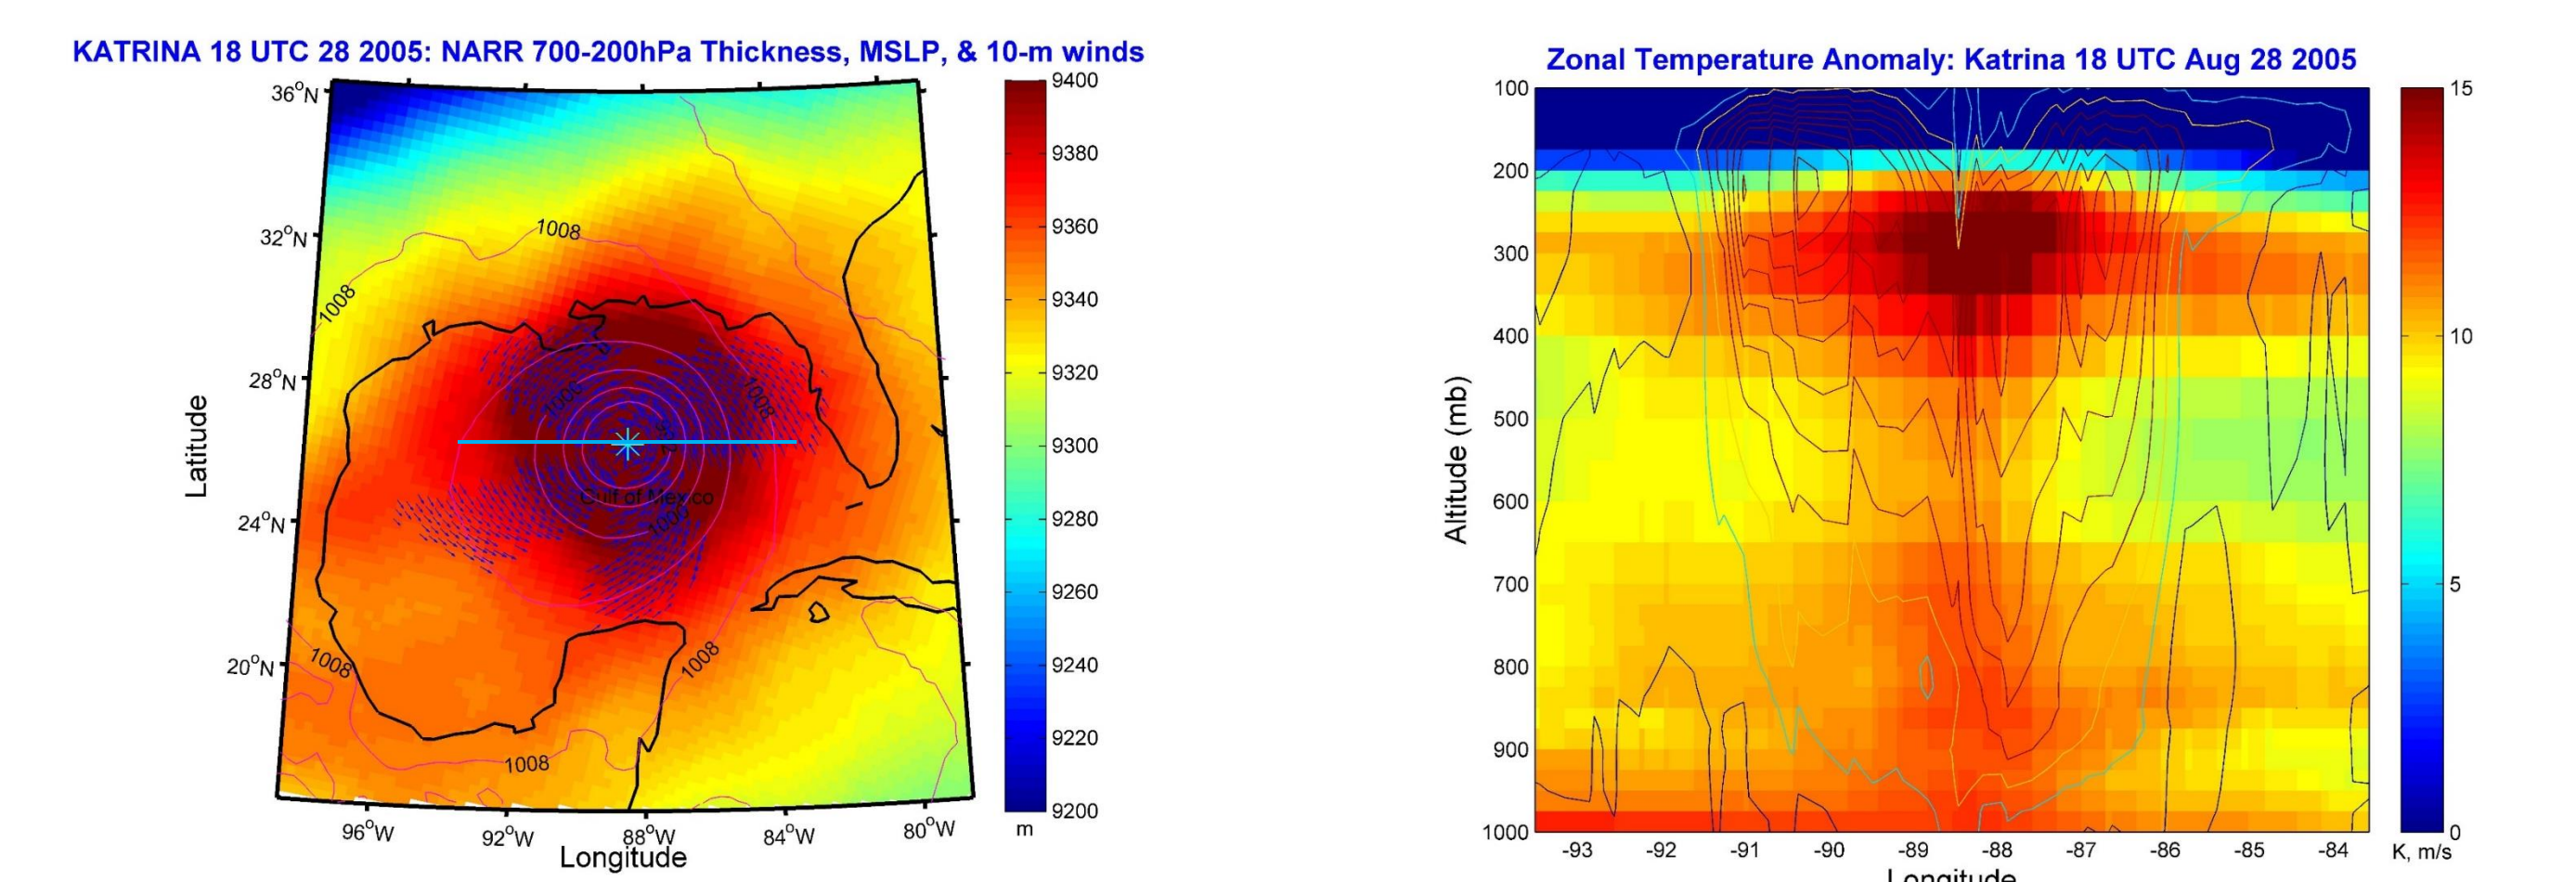 KATRINA 18 UTC 28 2005: NARR 700-200hPa Thickness, MSLP, & 10-m winds
36°N
32°N
28°N
24°N
20°N
Latitude
96°W
92°W
88°W
84°W
80°W
Longitude
1008
1008
1008
1008
1008
1008
1000
Gulf of Mexico
9400
9380
9360
9340
9320
9300
9280
9260
9240
9220
9200
m
Zonal Temperature Anomaly: Katrina 18 UTC Aug 28 2005
100
200
300
400
500
600
700
800
900
1000
Altitude (mb)
-93
-92
-91
-90
-89
-88
-87
-86
-85
-84
Longitude
15
10
5
0
K, m/s